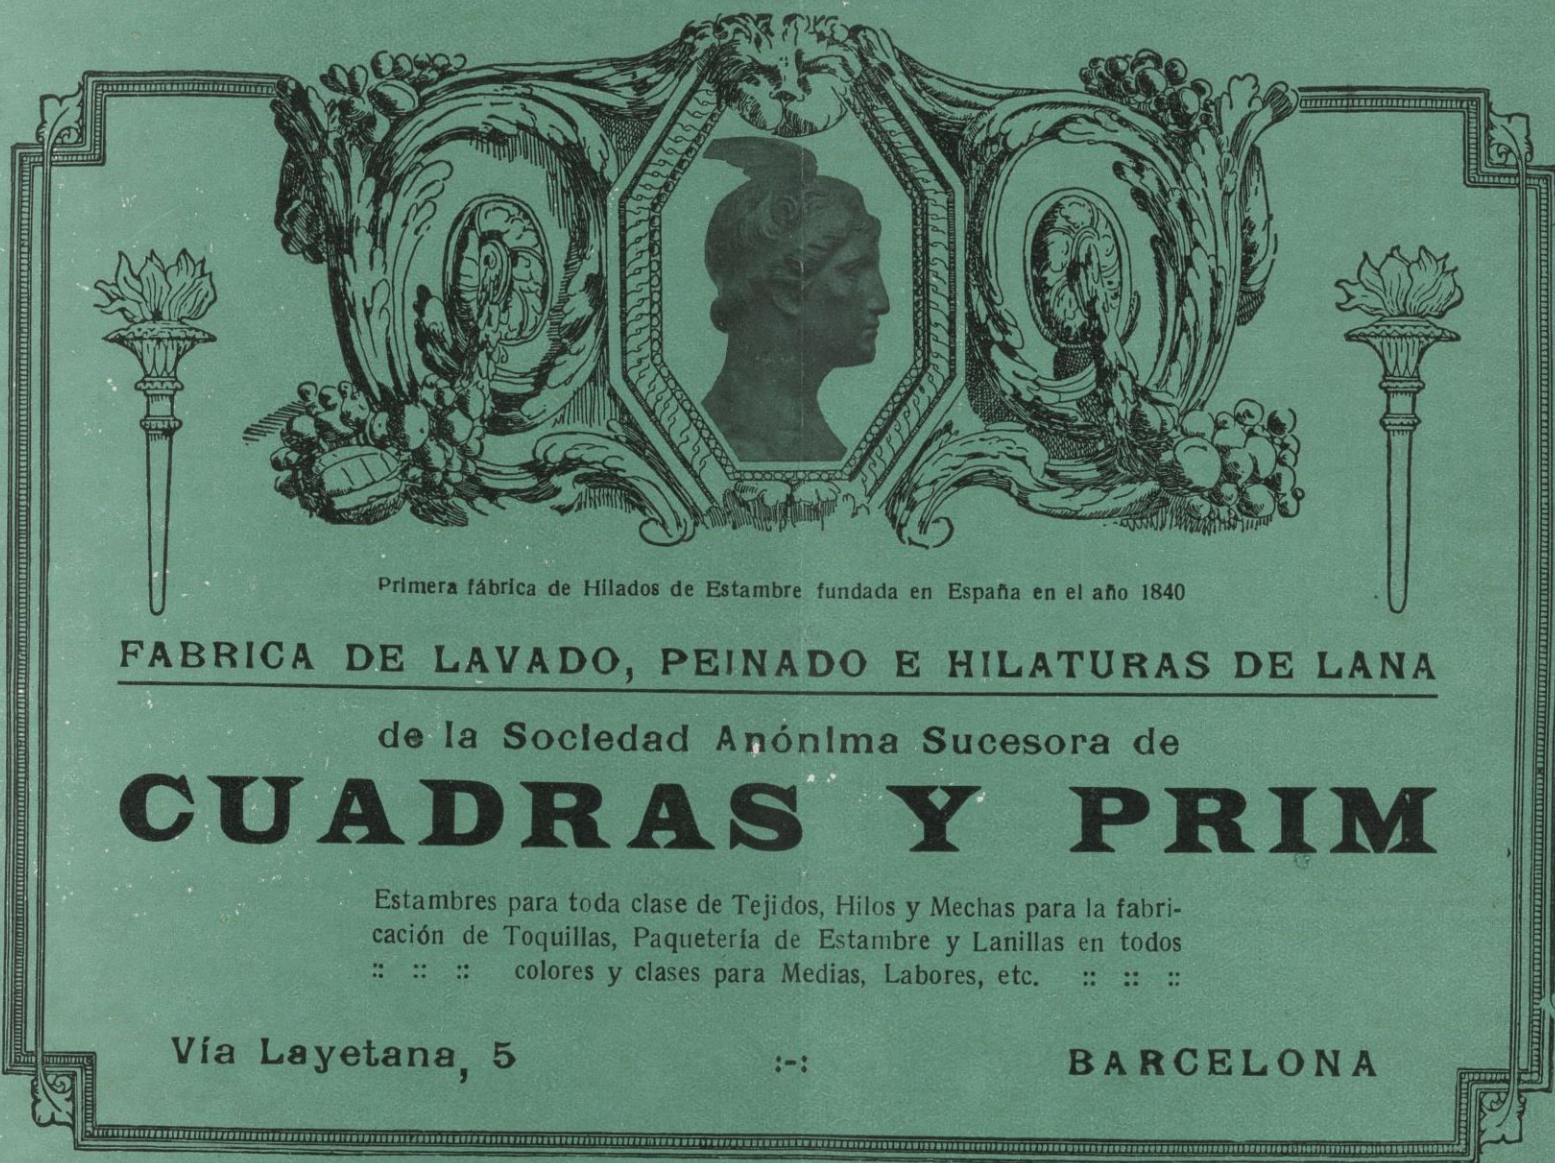 Primera fábrica de Hilados de Estambre fundada en España en el año 1840
FABRICA DE LAVADO, PEINADO E HILATURAS DE LANA
de la Sociedad Anónima Sucesora de
CUADRAS Y PRIM
Estambres para toda clase de Tejidos, Hilos y Mechas para la fabri-
cación de Toquillas, Paquetería de Estambre y Lanillas en todos
:: :: :: colores y clases para Medias, Labores, etc. :: :: ::
Vía Layetana, 5 :-: BARCELONA